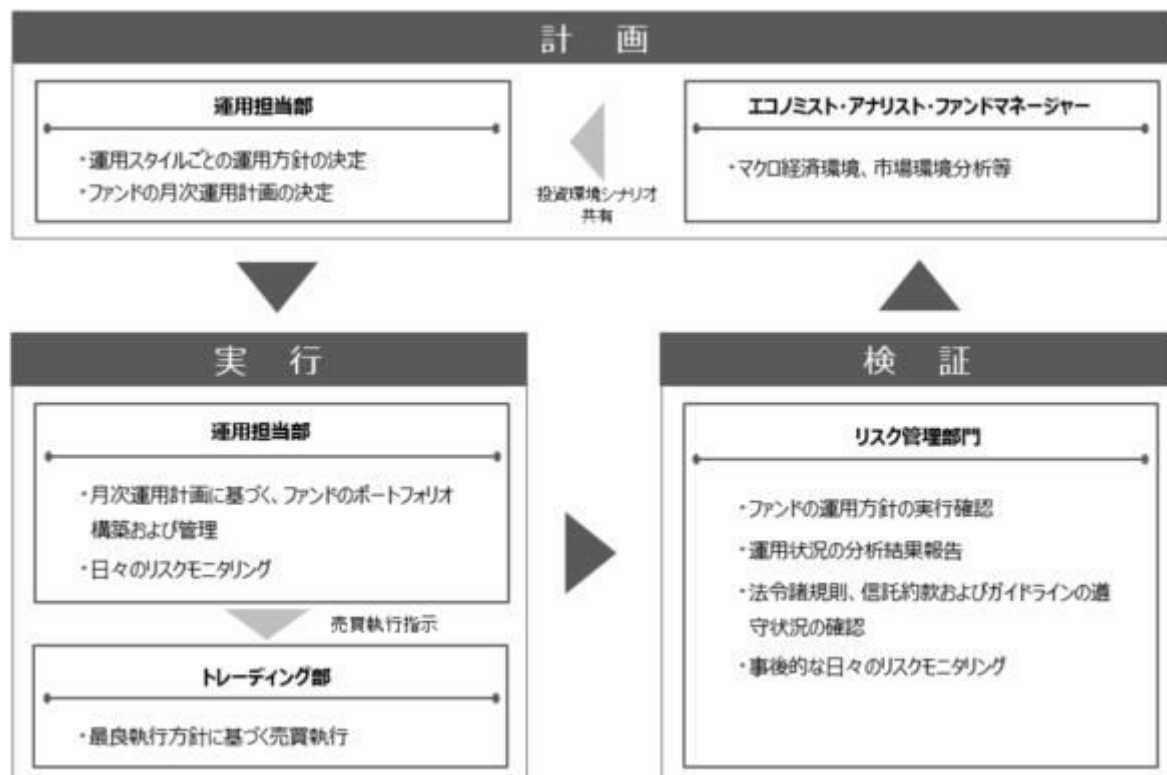 計 画
運用担当部
・運用スタイルごとの運用方針の決定
・ファンドの月次運用計画の決定
投資環境シナリオ
共有
エコノミスト・アナリスト・ファンドマネージャー
・マクロ経済環境、市場環境分析等
実 行
運用担当部
・月次運用計画に基づく、ファンドのポートフォリオ
構築および管理
・日々のリスクモニタリング
売買執行指示
トレーディング部
・最良執行方針に基づく売買執行
検 証
リスク管理部門
・ファンドの運用方針の実行確認
・運用状況の分析結果報告
・法令諸規則、信託約款およびガイドラインの遵
守状況の確認
・事後的な日々のリスクモニタリング